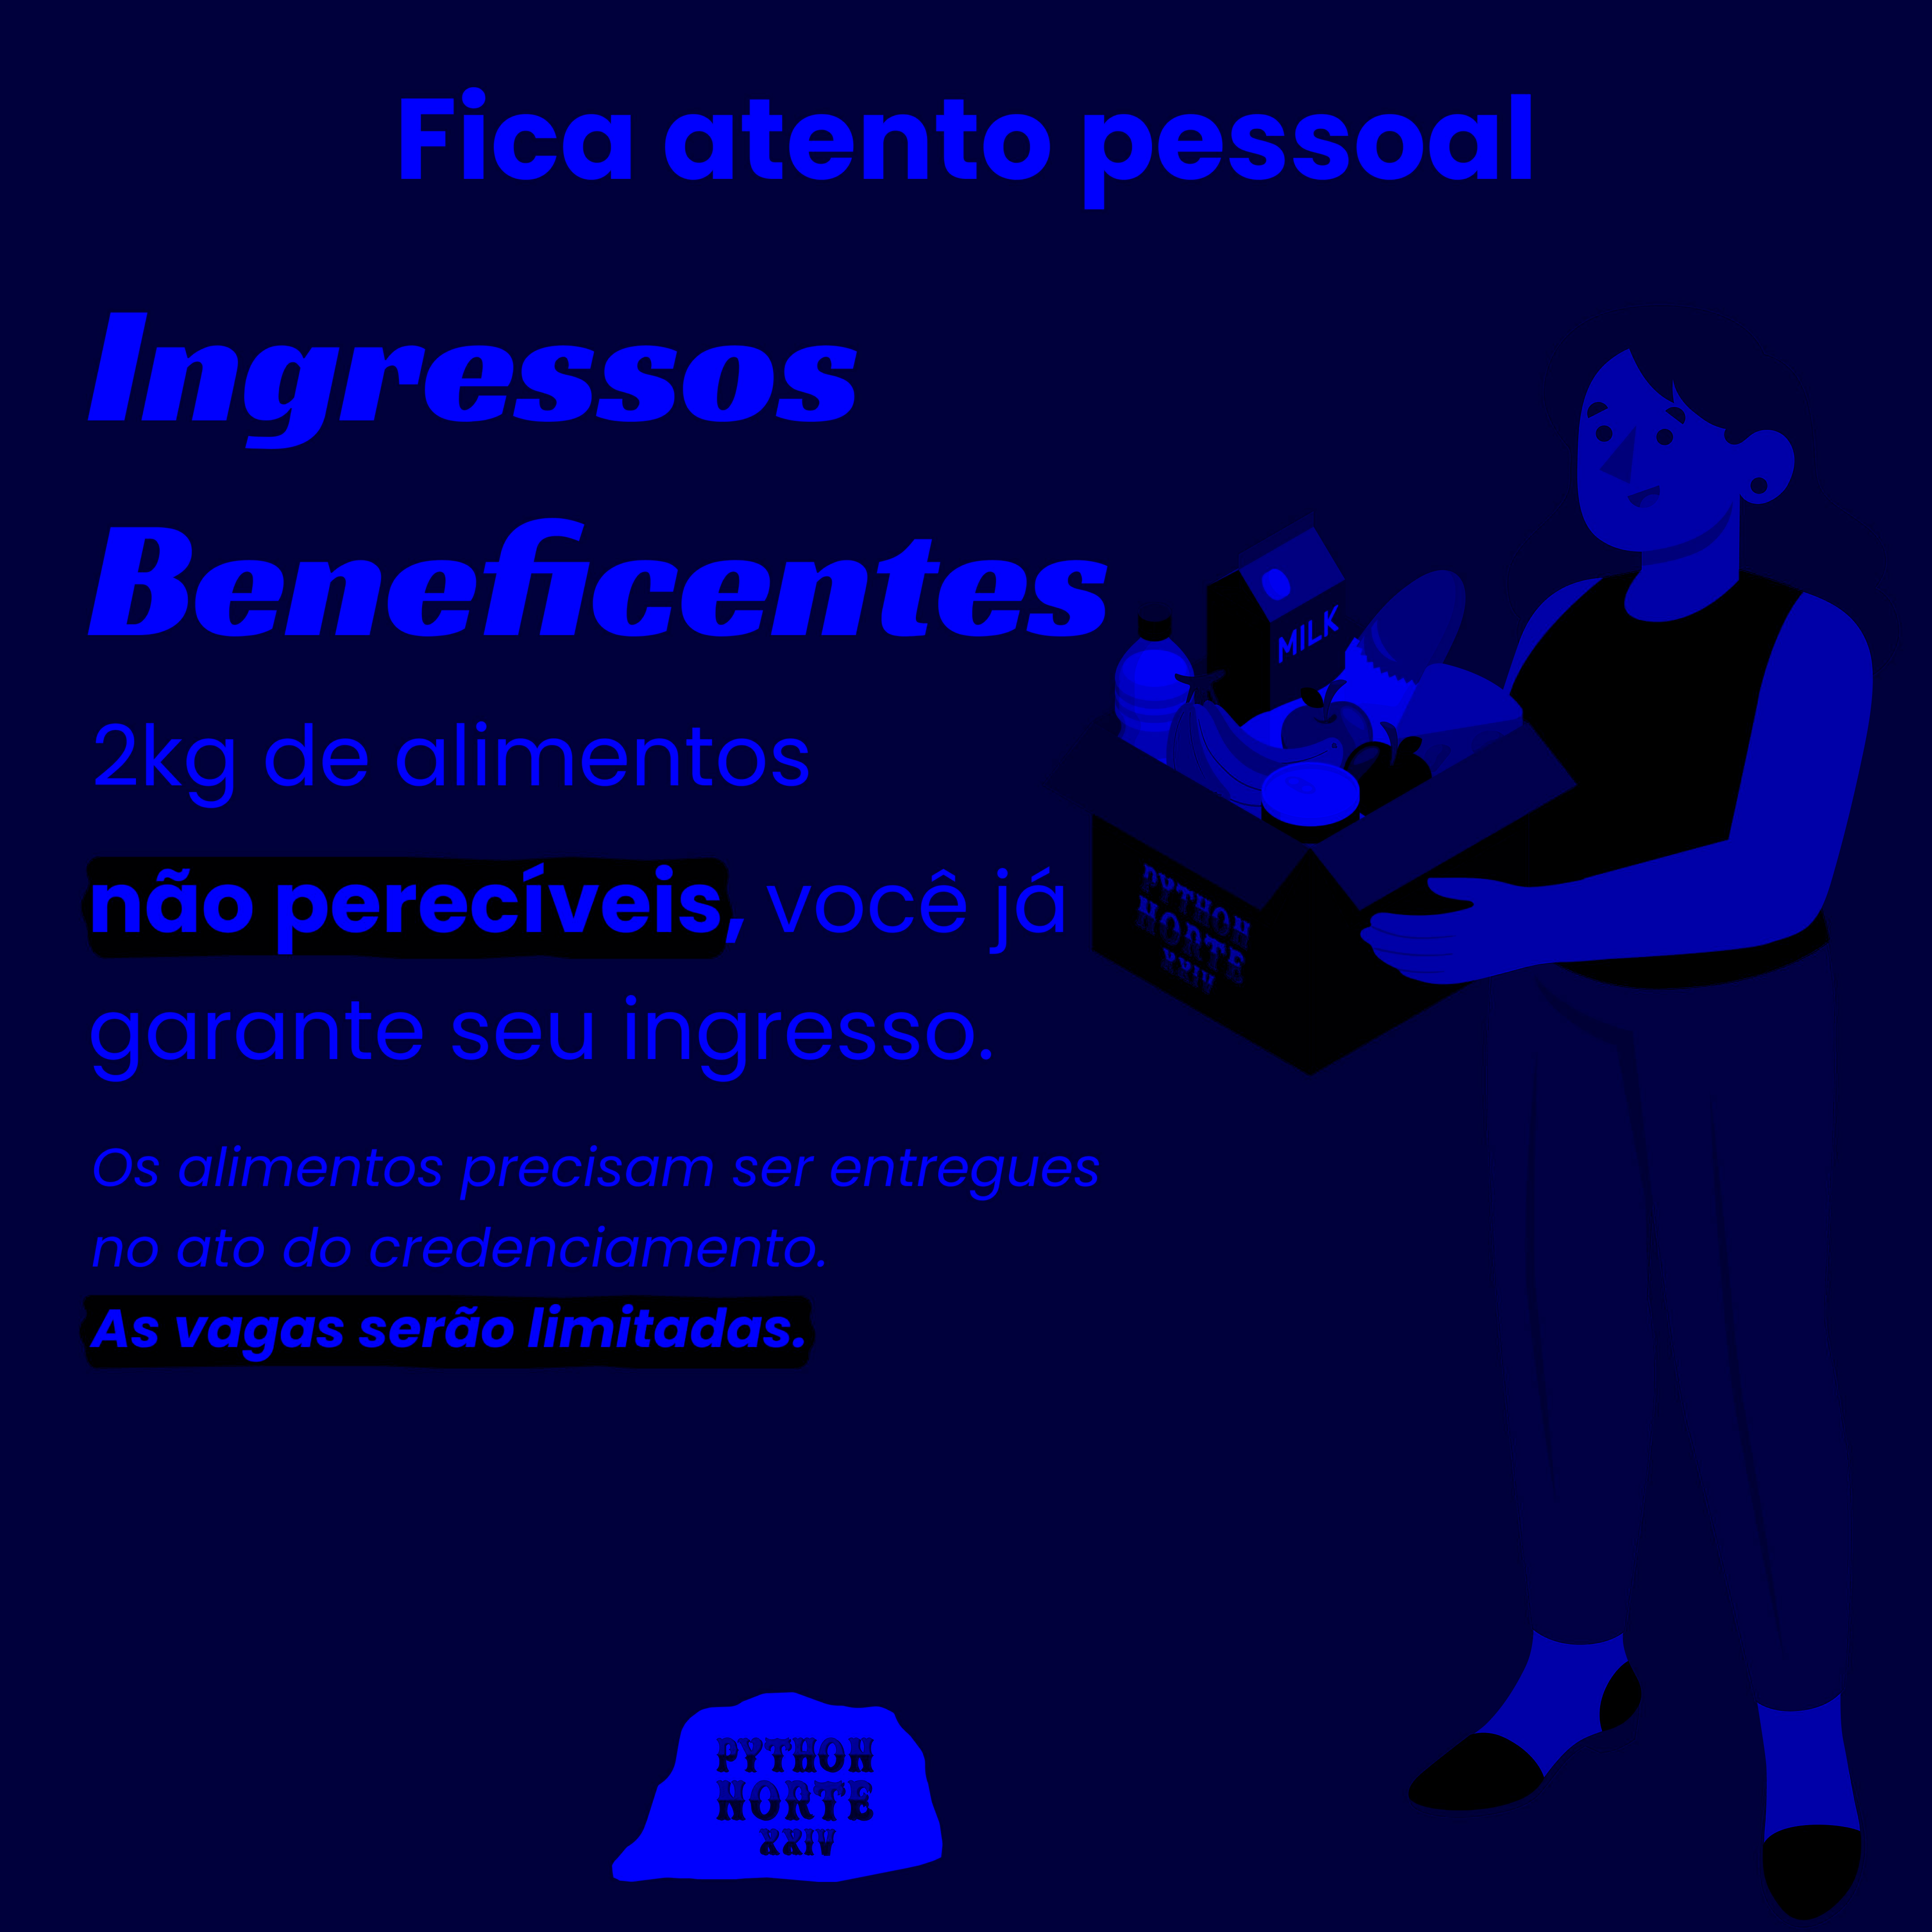 Fica atento pessoal
Ingressos
Beneficentes
2kg de alimentos
não perecíveis, você já
garante seu ingresso.
Os alimentos precisam ser entregues
no ato do credenciamento.
As vagas serão limitadas.
MILK
PYTHON
NORTE
XXIV
PYTHON
NORTE
XXIV